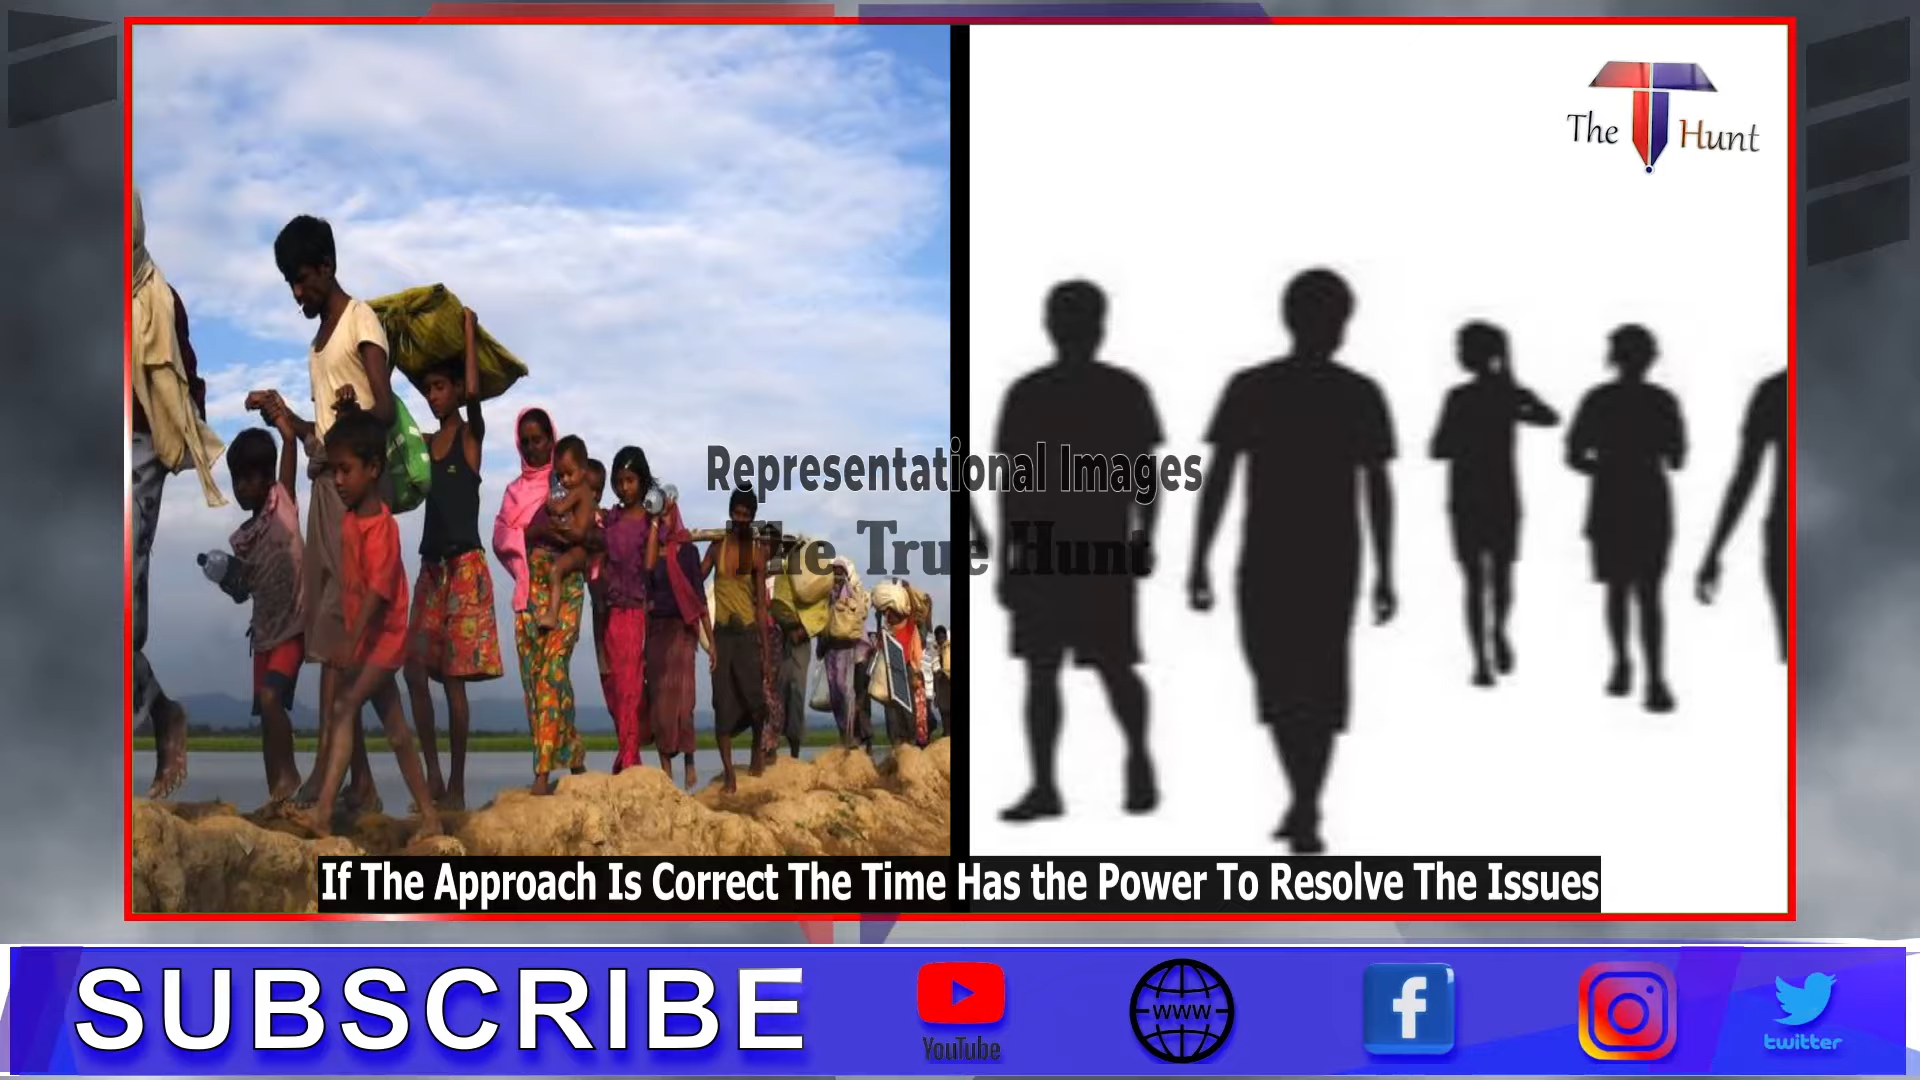 The Hunt
Representational Images
The True Hunt
If The Approach Is Correct The Time Has the Power To Resolve The Issues
SUBSCRIBE
YouTube
www
twitter